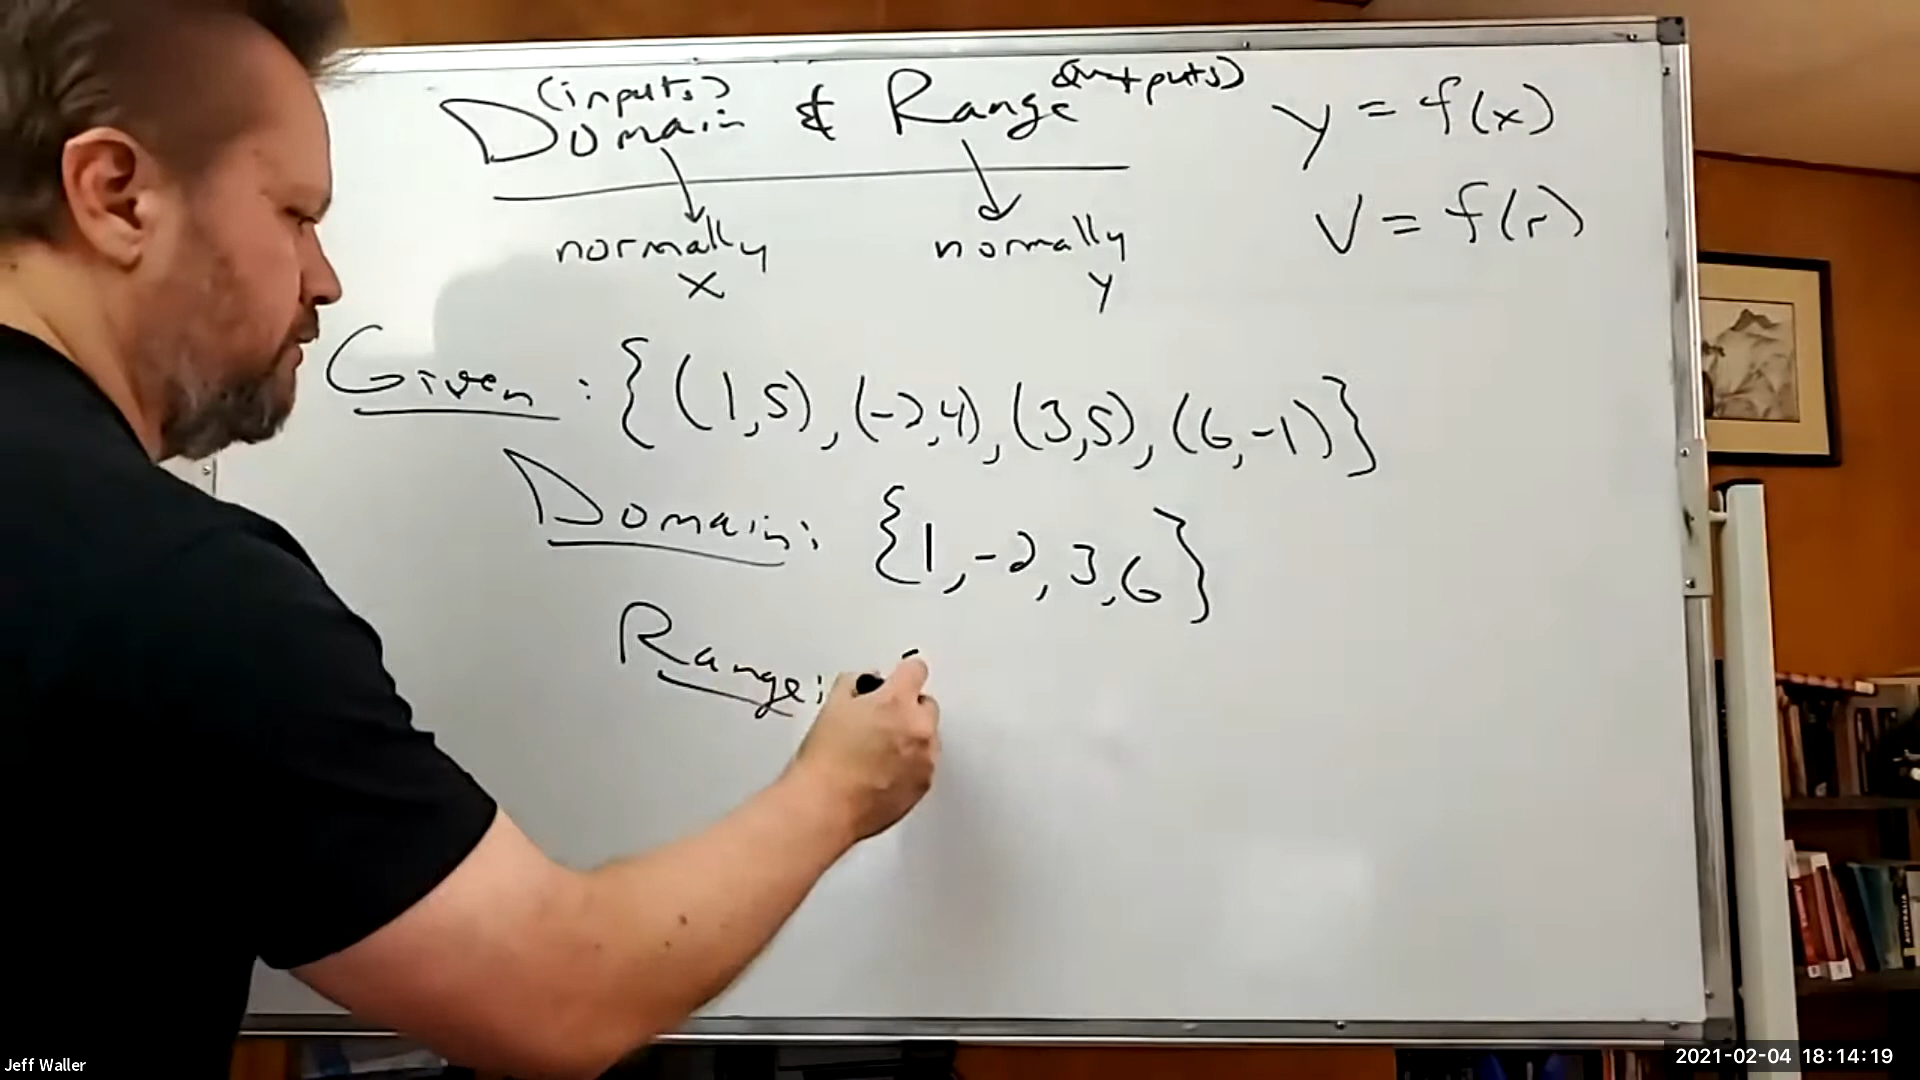 (inputs) (outputs)
Domain & Range
y = f(x)
normally x
normally y
V = f(r)
Given: {(1,5), (-2,4), (3,5), (6,-1)}
Domain: {1, -2, 3, 6}
Range:
AUSTRALIA
Jeff Waller
2021-02-04 18:14:19